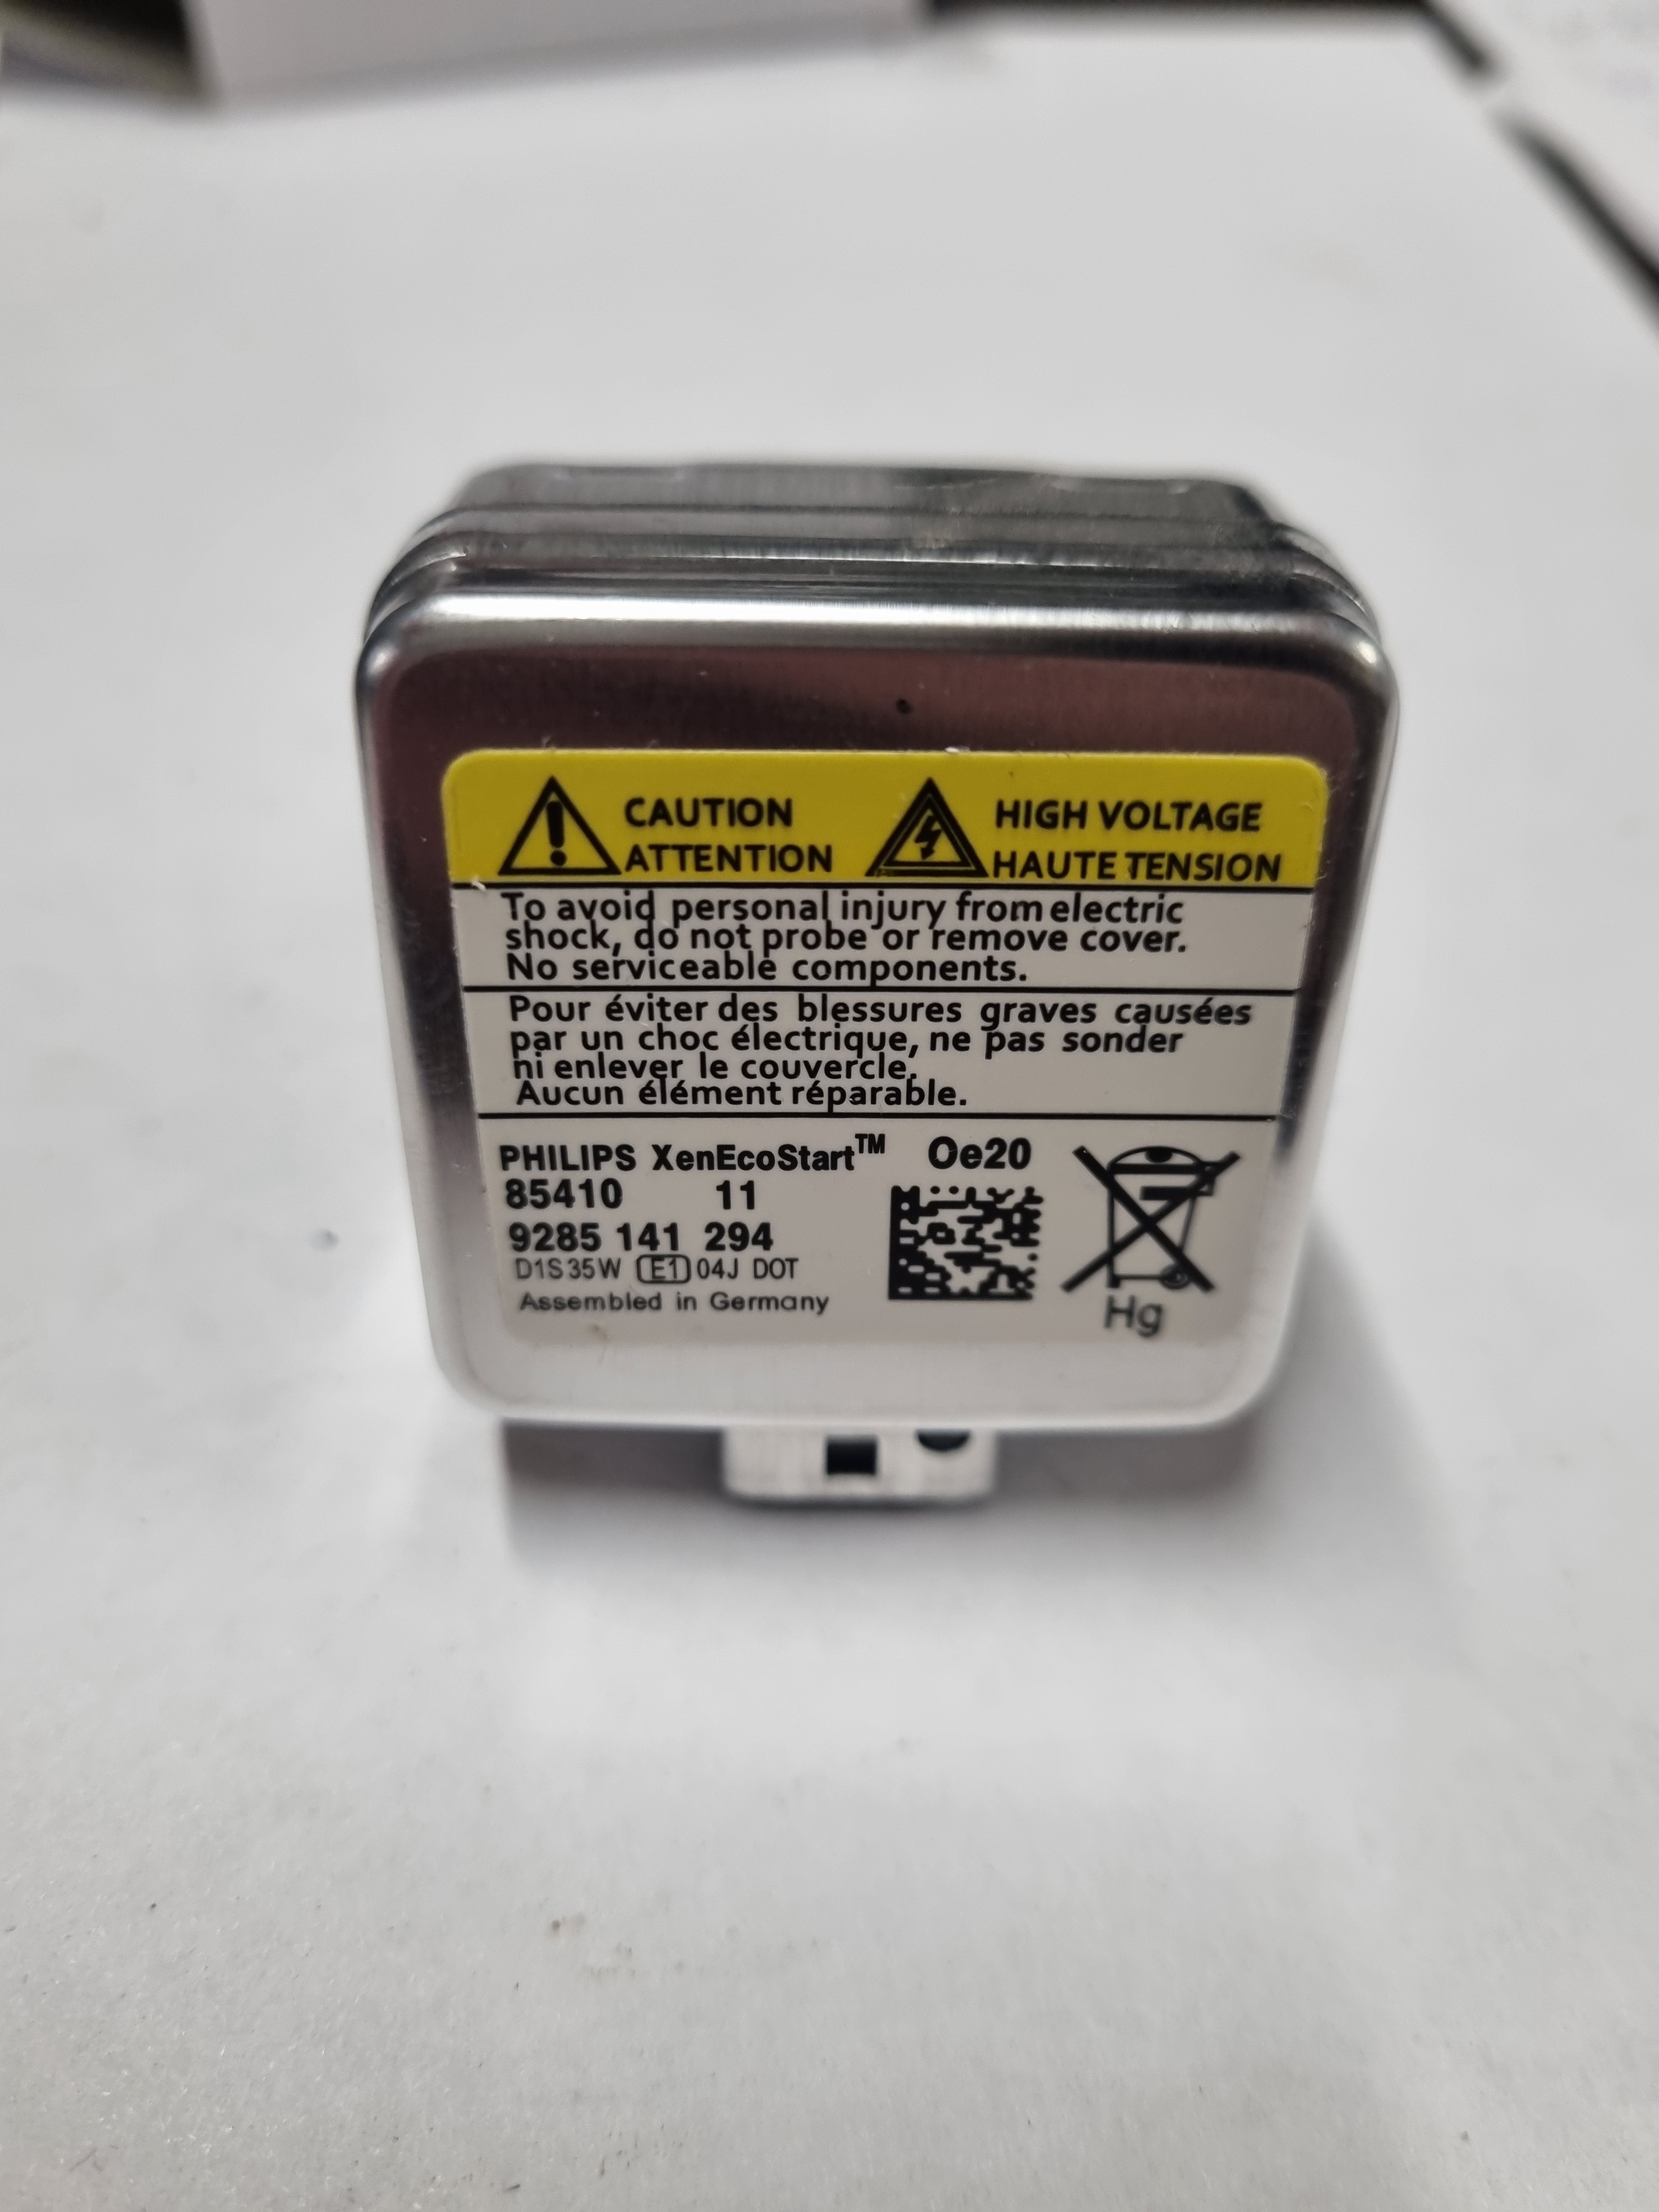 CAUTION
ATTENTION
HIGH VOLTAGE
HAUTE TENSION
To avoid personal injury from electric
shock, do not probe or remove cover.
No serviceable components.
Pour éviter des blessures graves causées
par un choc électrique, ne pas sonder
ni enlever le couvercle.
Aucun élément réparable.
PHILIPS XenEcoStart™ Oe20
85410 11
9285 141 294
D1S 35W E1 04J DOT
Assembled in Germany
Hg